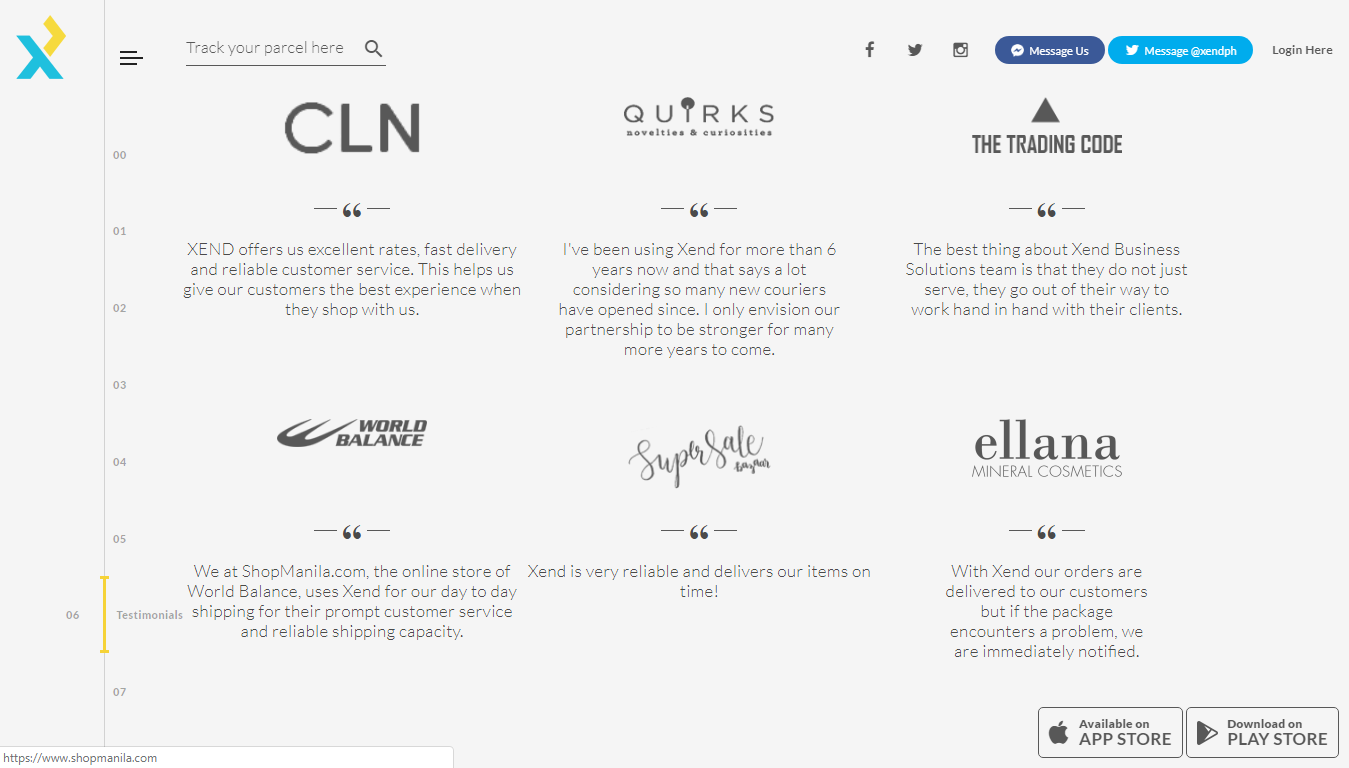 Track your parcel here
Message Us
Message @xendph
Login Here
CLN
QUIRKS
novelties & curiosities
THE TRADING CODE
00
01
02
03
04
05
06
Testimonials
07
“
XEND offers us excellent rates, fast delivery
and reliable customer service. This helps us
give our customers the best experience when
they shop with us.
“
I've been using Xend for more than 6
years now and that says a lot
considering so many new couriers
have opened since. I only envision our
partnership to be stronger for many
more years to come.
“
The best thing about Xend Business
Solutions team is that they do not just
serve, they go out of their way to
work hand in hand with their clients.
WORLD
BALANCE
SuperSale
bazaar
ellana
MINERAL COSMETICS
“
We at ShopManila.com, the online store of
World Balance, uses Xend for our day to day
shipping for their prompt customer service
and reliable shipping capacity.
“
Xend is very reliable and delivers our items on
time!
“
With Xend our orders are
delivered to our customers
but if the package
encounters a problem, we
are immediately notified.
Available on
APP STORE
Download on
PLAY STORE
https://www.shopmanila.com